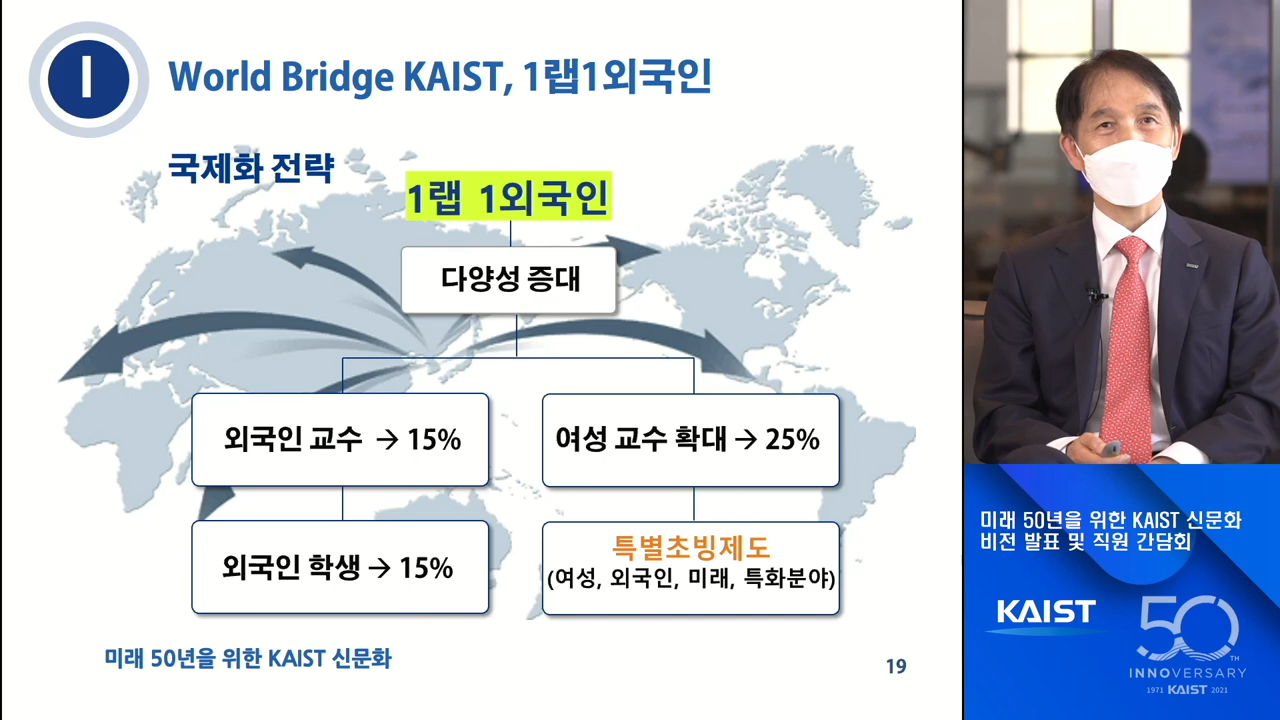 I
World Bridge KAIST, 1랩1외국인
국제화 전략
1랩 1외국인
다양성 증대
외국인 교수 → 15%
여성 교수 확대 → 25%
외국인 학생 → 15%
특별초빙제도
(여성, 외국인, 미래, 특화분야)
미래 50년을 위한 KAIST 신문화
19
미래 50년을 위한 KAIST 신문화
비전 발표 및 직원 간담회
KAIST
50TH
INNOVERSARY
1971 KAIST 2021